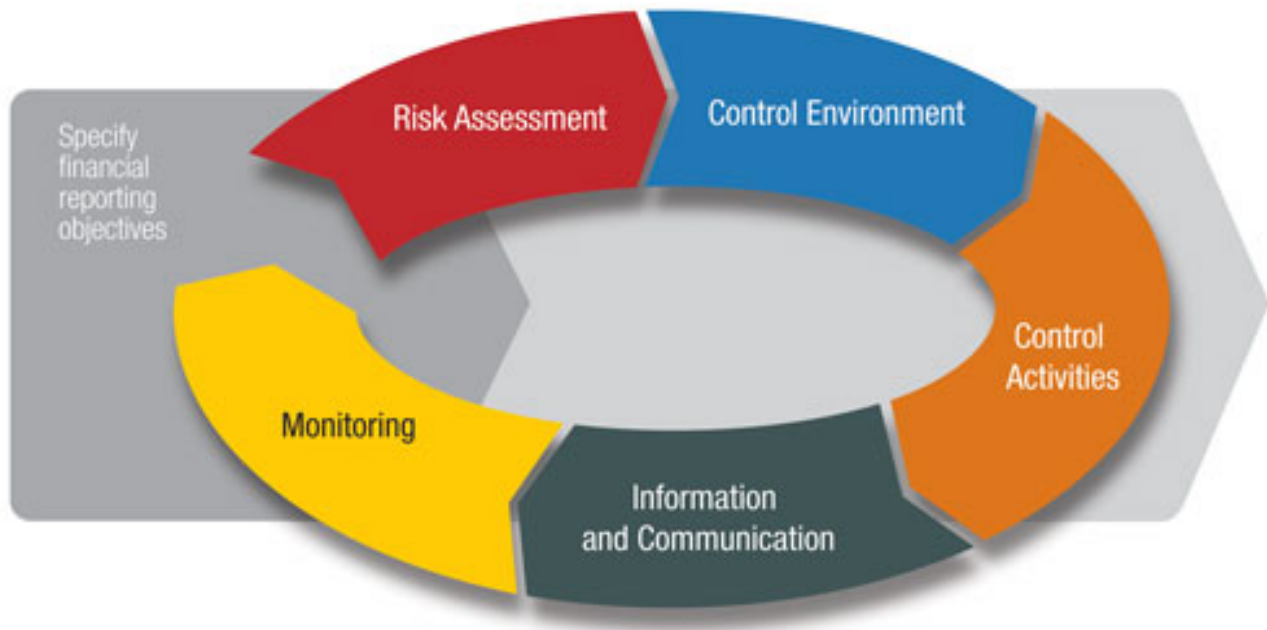 Specify
financial
reporting
objectives
Risk Assessment
Control Environment
Control
Activities
Information
and Communication
Monitoring